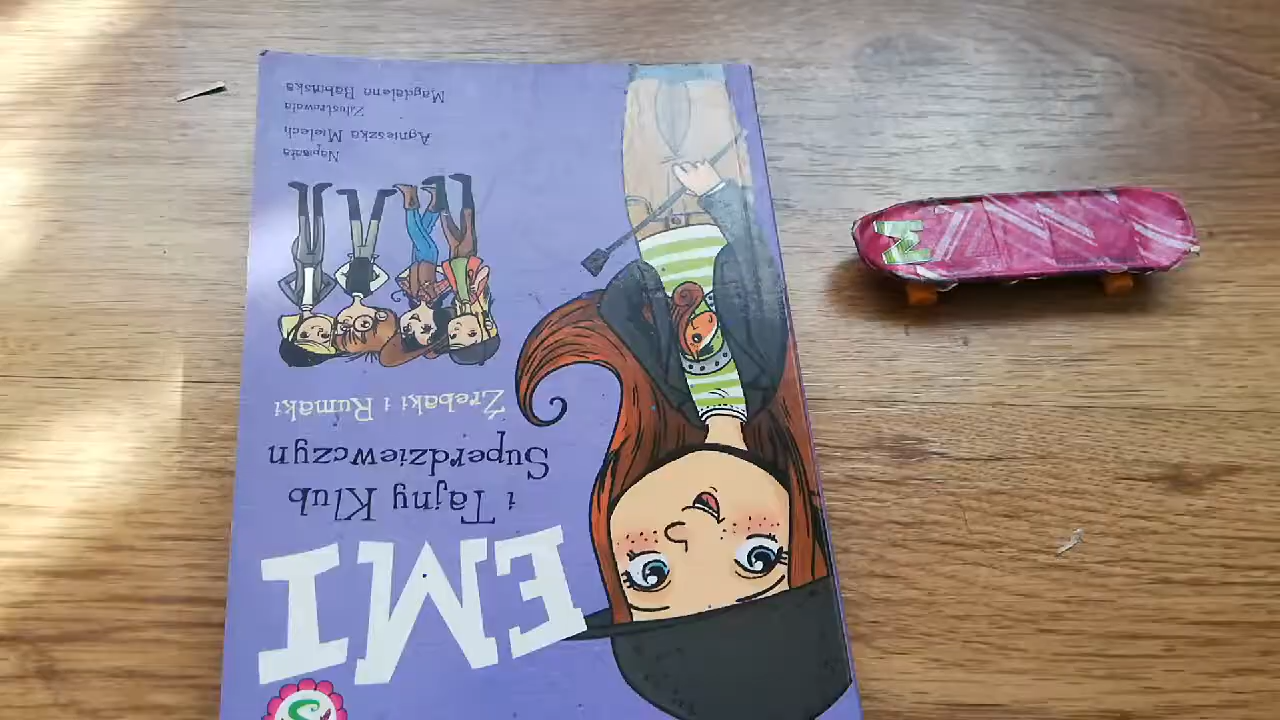 EMI
i Tajny Klub
Superdziewczyn
Źrebaki i Rumaki
Napisała
Agnieszka Mielech
Zilustrowała
Magdalena Babińska